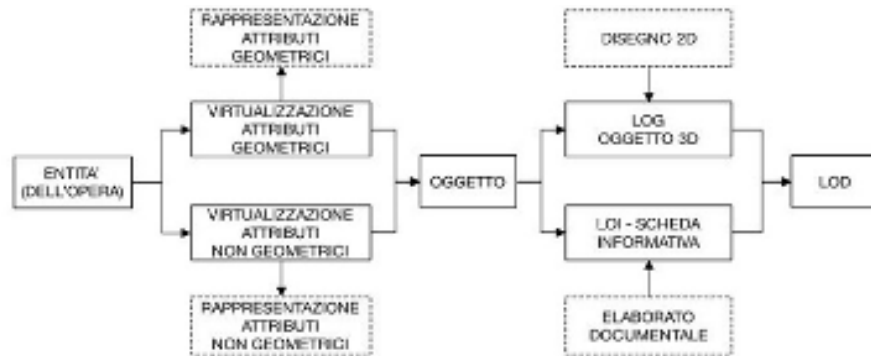 RAPPRESENTAZIONE
ATTRIBUTI
GEOMETRICI
DISEGNO 2D
VIRTUALIZZAZIONE
ATTRIBUTI
GEOMETRICI
LOG
OGGETTO 3D
ENTITA'
(DELL'OPERA)
OGGETTO
LOD
VIRTUALIZZAZIONE
ATTRIBUTI
NON GEOMETRICI
LOI - SCHEDA
INFORMATIVA
RAPPRESENTAZIONE
ATTRIBUTI
NON GEOMETRICI
ELABORATO
DOCUMENTALE